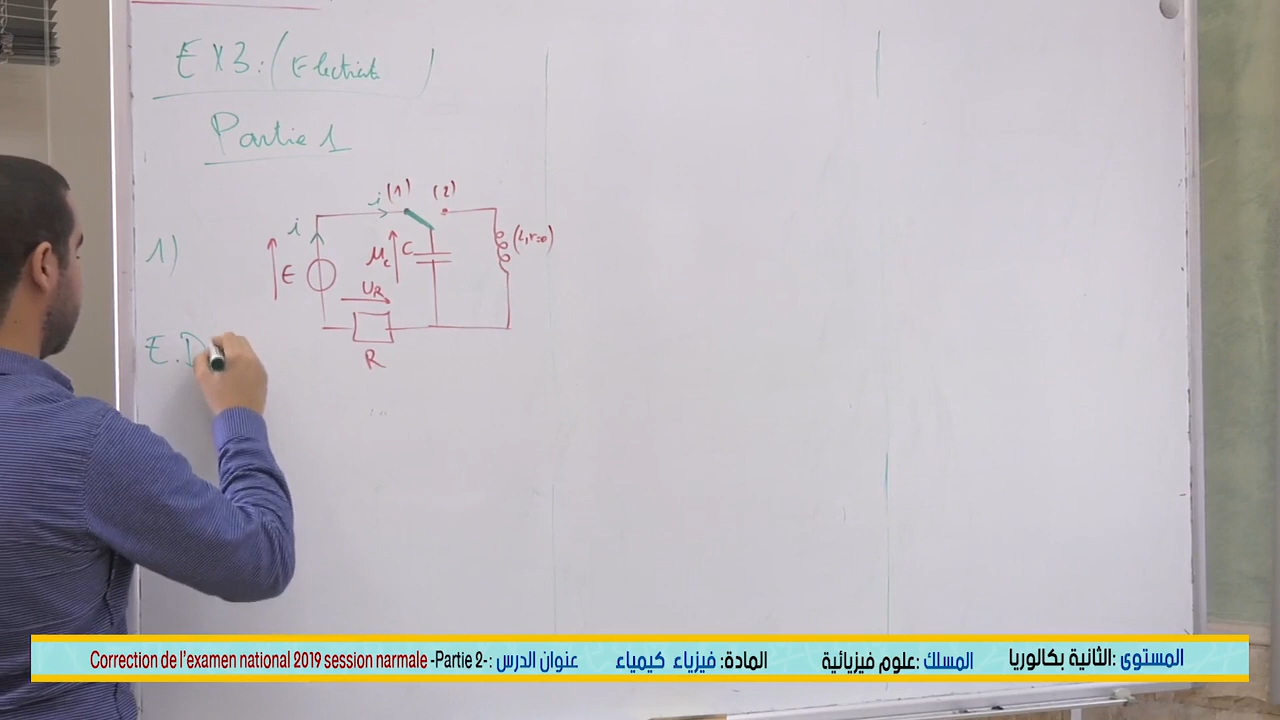 EX3: (Electricité)
Partie 1
1)
i
i
(1)
(2)
E
uc
C
(L, r=0)
UR
R
E.D
Correction de l'examen national 2019 session narmale -Partie 2- : عنوان الدرس
المادة: فيزياء كيمياء
المسلك :علوم فيزيائية
المستوى :الثانية بكالوريا